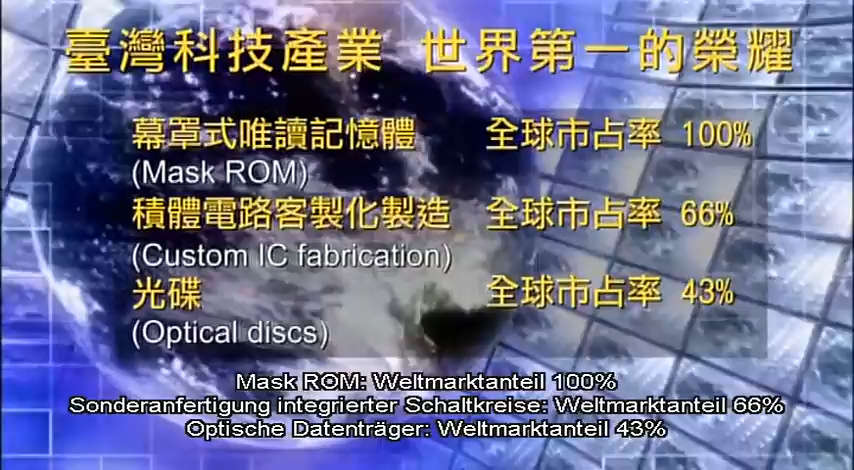 臺灣科技產業 世界第一的榮耀
幕罩式唯讀記憶體 全球市占率 100%
(Mask ROM)
積體電路客製化製造 全球市占率 66%
(Custom IC fabrication)
光碟 全球市占率 43%
(Optical discs)
Mask ROM: Weltmarktanteil 100%
Sonderanfertigung integrierter Schaltkreise: Weltmarktanteil 66%
Optische Datenträger: Weltmarktanteil 43%